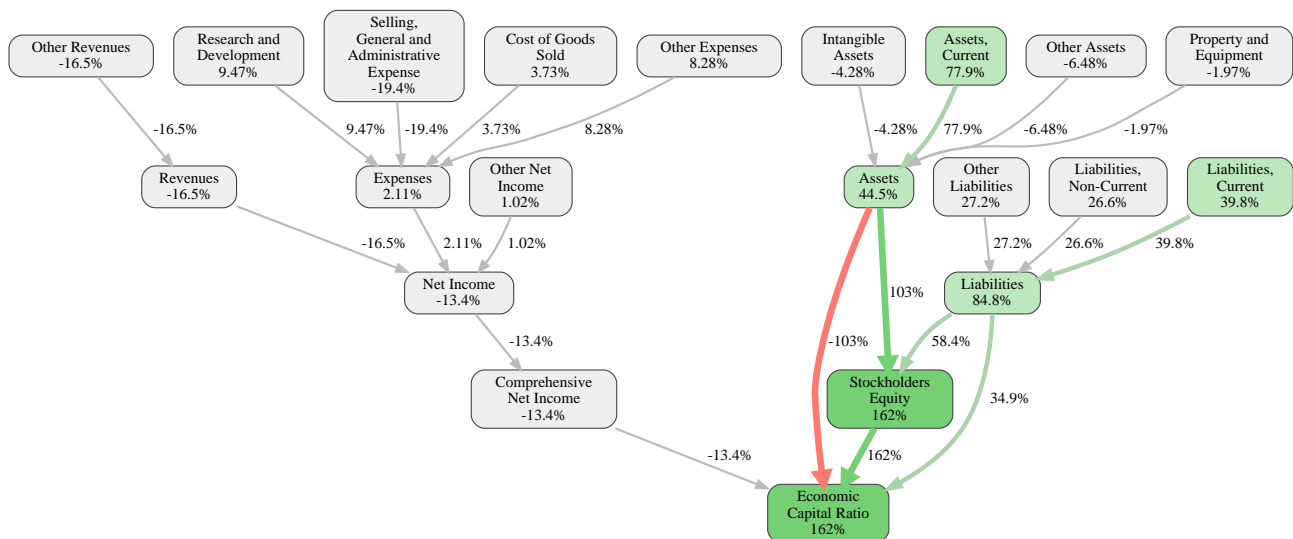 Other Revenues
-16.5%
Research and
Development
9.47%
Selling,
General and
Administrative
Expense
-19.4%
Cost of Goods
Sold
3.73%
Other Expenses
8.28%
Intangible
Assets
-4.28%
Assets,
Current
77.9%
Other Assets
-6.48%
Property and
Equipment
-1.97%
-16.5%
9.47%
-19.4%
3.73%
8.28%
-4.28%
77.9%
-6.48%
-1.97%
Revenues
-16.5%
Expenses
2.11%
Other Net
Income
1.02%
Assets
44.5%
Other
Liabilities
27.2%
Liabilities,
Non-Current
26.6%
Liabilities,
Current
39.8%
-16.5%
2.11%
1.02%
27.2%
26.6%
39.8%
Net Income
-13.4%
103%
Liabilities
84.8%
-13.4%
-103%
58.4%
Comprehensive
Net Income
-13.4%
Stockholders
Equity
162%
34.9%
-13.4%
162%
Economic
Capital Ratio
162%